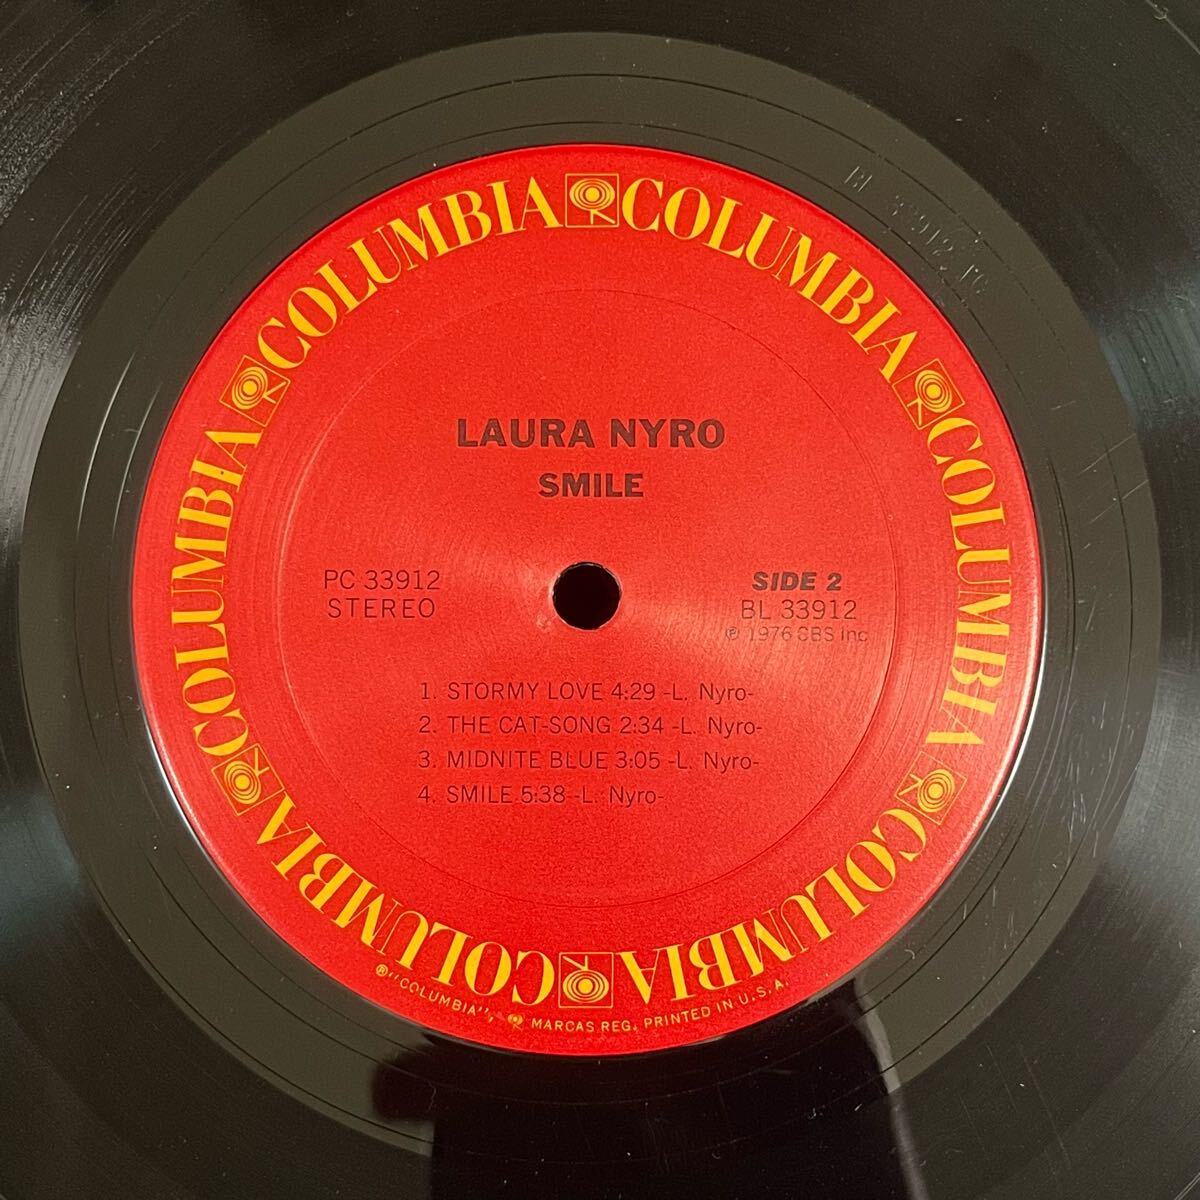 COLUMBIA COLUMBIA COLUMBIA COLUMBIA COLUMBIA COLUMBIA
LAURA NYRO
SMILE
PC 33912
STEREO
SIDE 2
BL 33912
℗ 1976 CBS Inc
1. STORMY LOVE 4:29 -L. Nyro-
2. THE CAT-SONG 2:34 -L. Nyro-
3. MIDNITE BLUE 3:05 -L. Nyro-
4. SMILE 5:38 -L. Nyro-
® "COLUMBIA", MARCAS REG. PRINTED IN U.S.A.
BL 33912